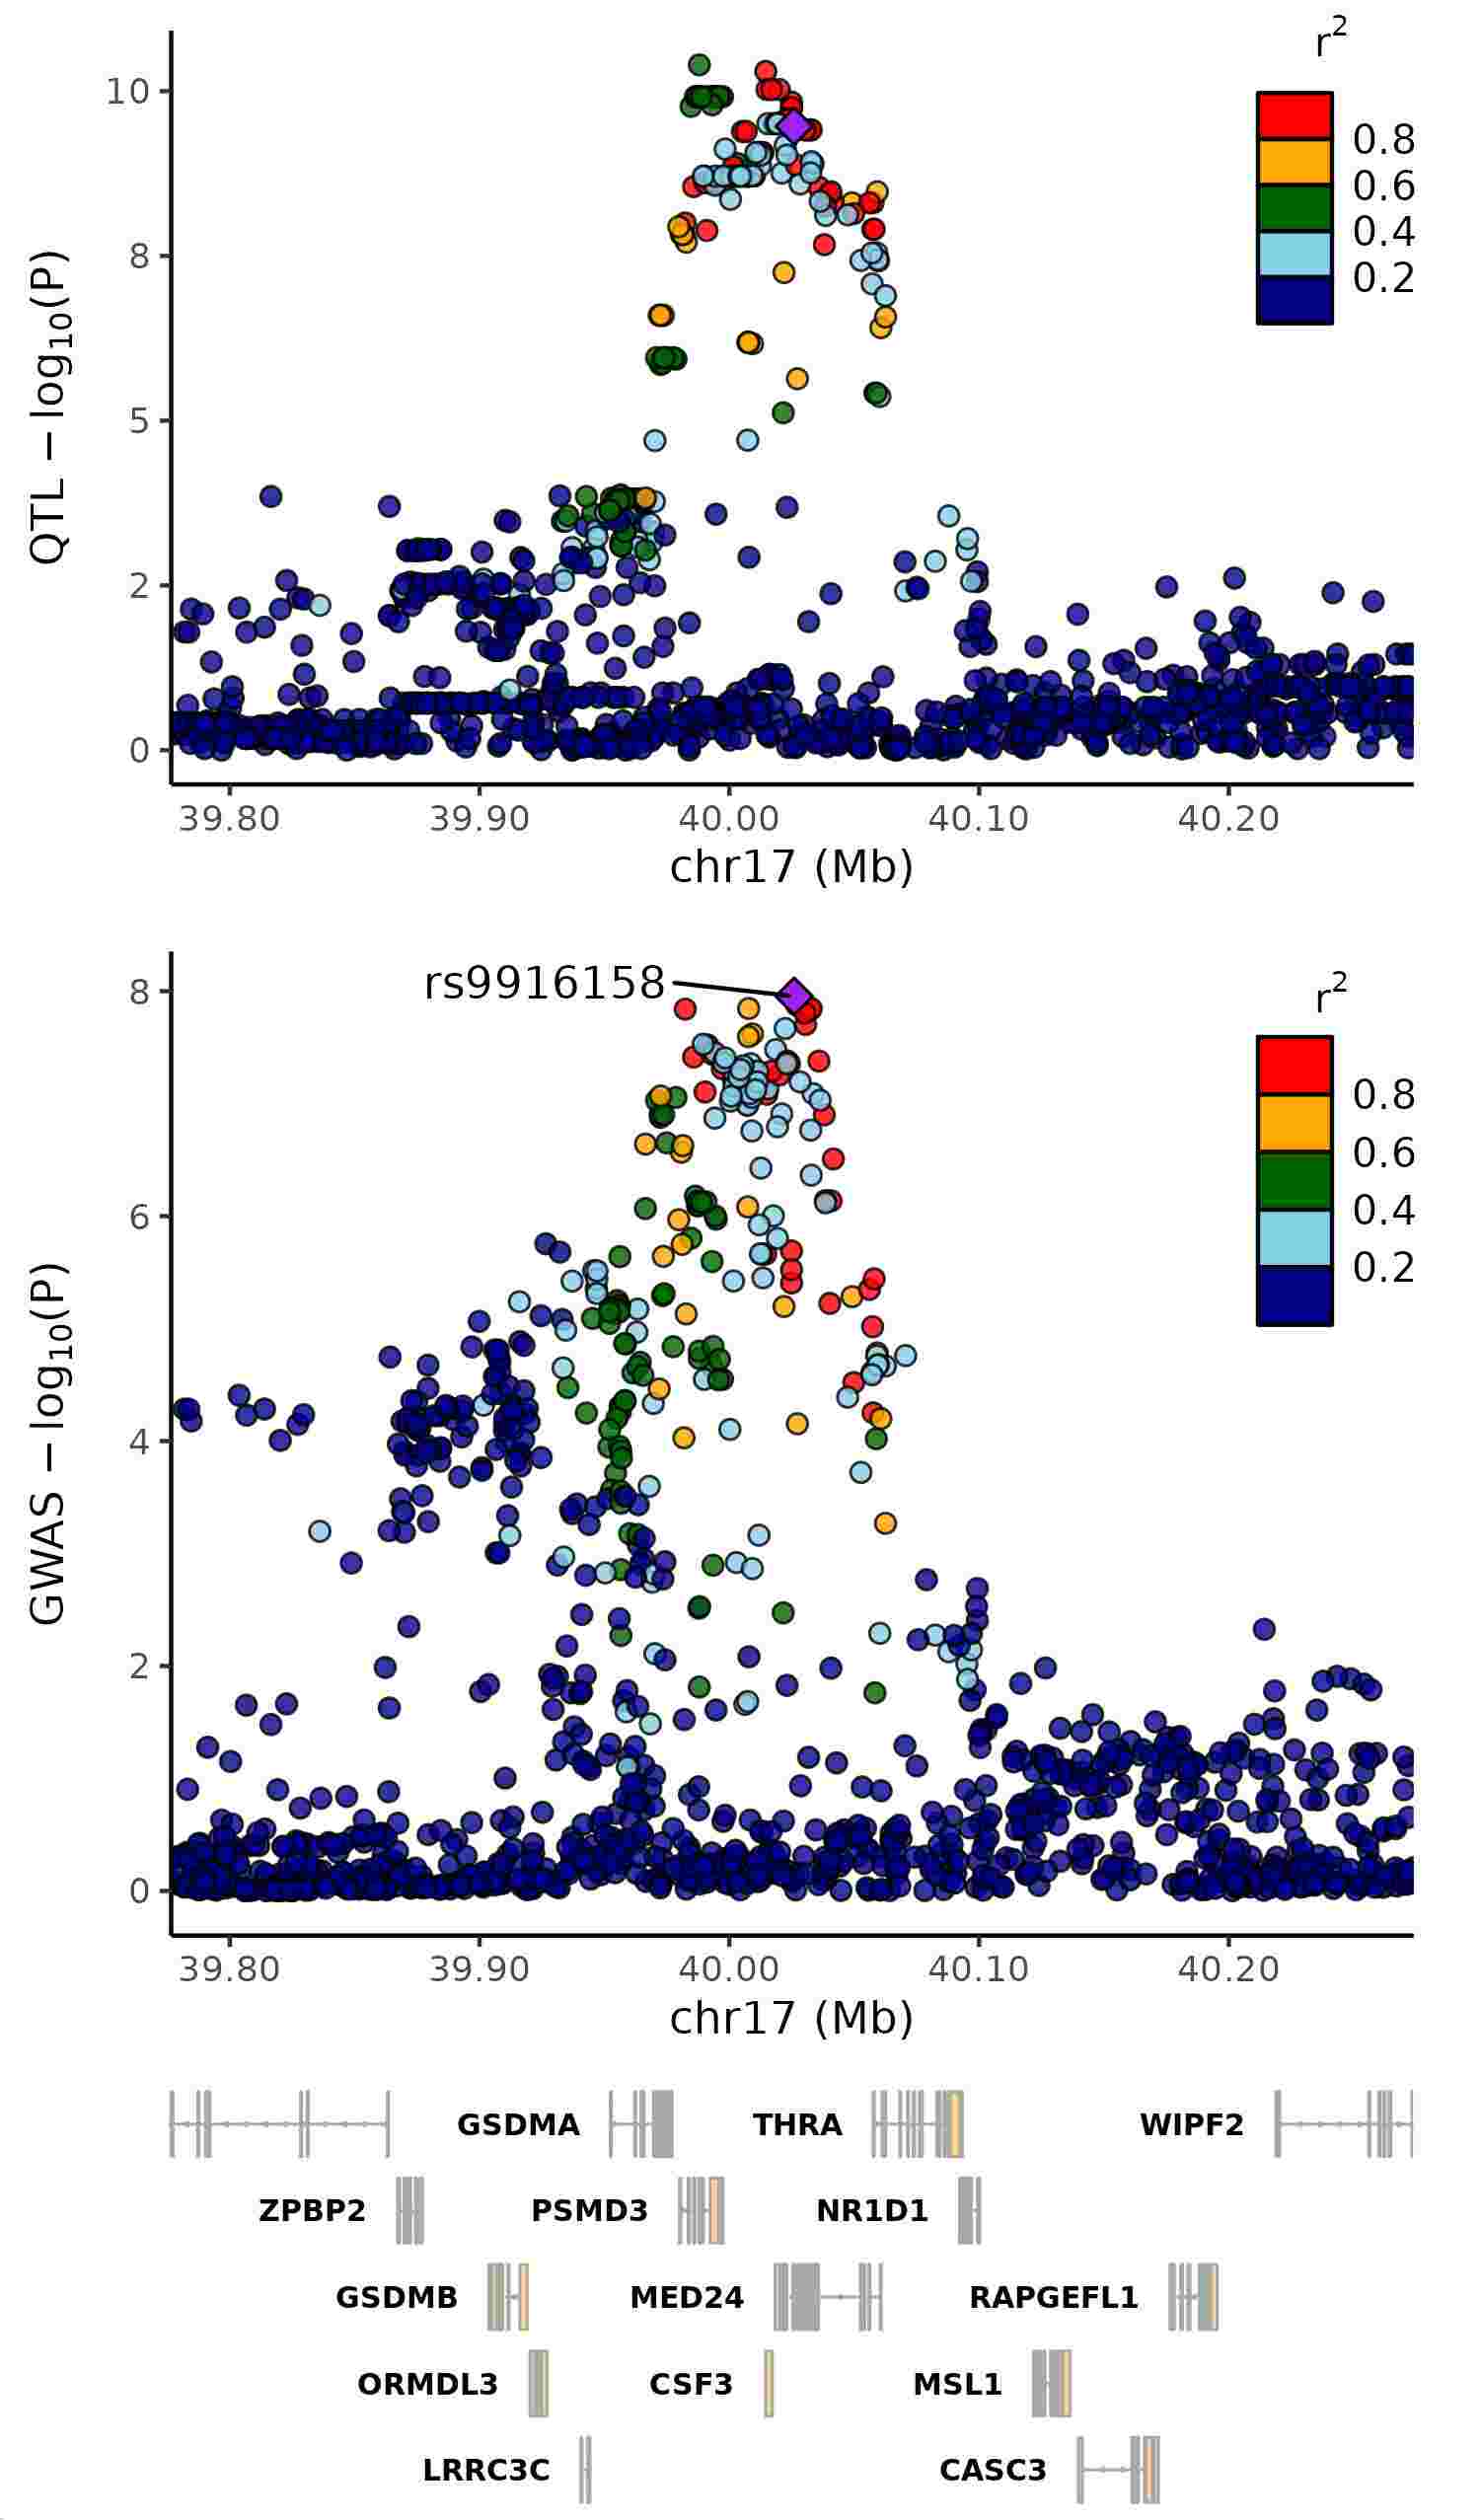 r²
10
8
5
2
0
QTL − log₁₀(P)
0.8
0.6
0.4
0.2
39.80 39.90 40.00 40.10 40.20
chr17 (Mb)
rs9916158
r²
8
6
4
2
0
GWAS − log₁₀(P)
0.8
0.6
0.4
0.2
39.80 39.90 40.00 40.10 40.20
chr17 (Mb)
GSDMA THRA WIPF2
ZPBP2 PSMD3 NR1D1
GSDMB MED24 RAPGEFL1
ORMDL3 CSF3 MSL1
LRRC3C CASC3